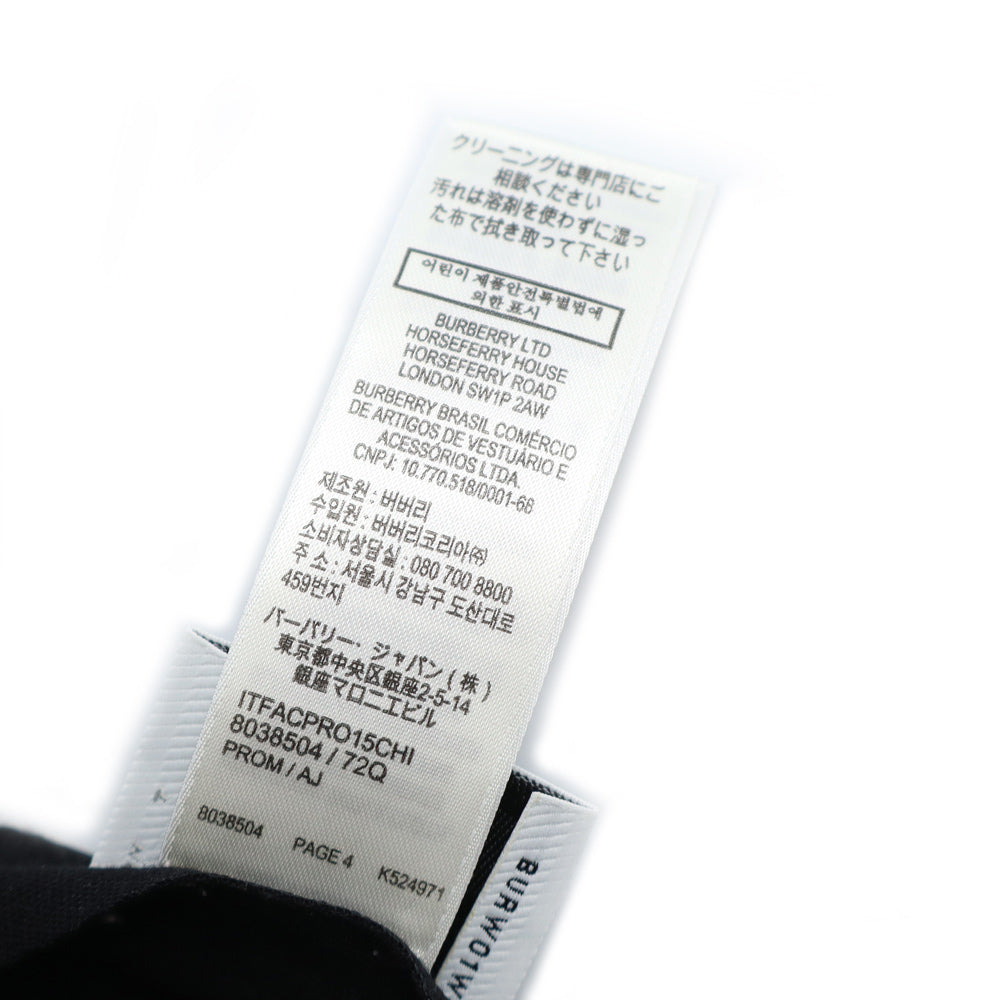 クリーニングは専門店にご
相談ください
汚れは溶剤を使わずに湿っ
た布で拭き取って下さい
어린이 제품안전특별법에
의한 표시
BURBERRY LTD
HORSEFERRY HOUSE
HORSEFERRY ROAD
LONDON SW1P 2AW
BURBERRY BRASIL COMÉRCIO
DE ARTIGOS DE VESTUÁRIO E
ACESSÓRIOS LTDA.
CNPJ: 10.770.518/0001-66
제조원 : 버버리
수입원 : 버버리코리아(주)
소비자상담실 : 080 700 8800
주 소 : 서울시 강남구 도산대로
459번지
バーバリー・ジャパン(株)
東京都中央区銀座2-5-14
銀座マロニエビル
ITFACPRO15CHI
8038504 / 72Q
PROM / AJ
8038504 PAGE 4 K524971
BURW01W